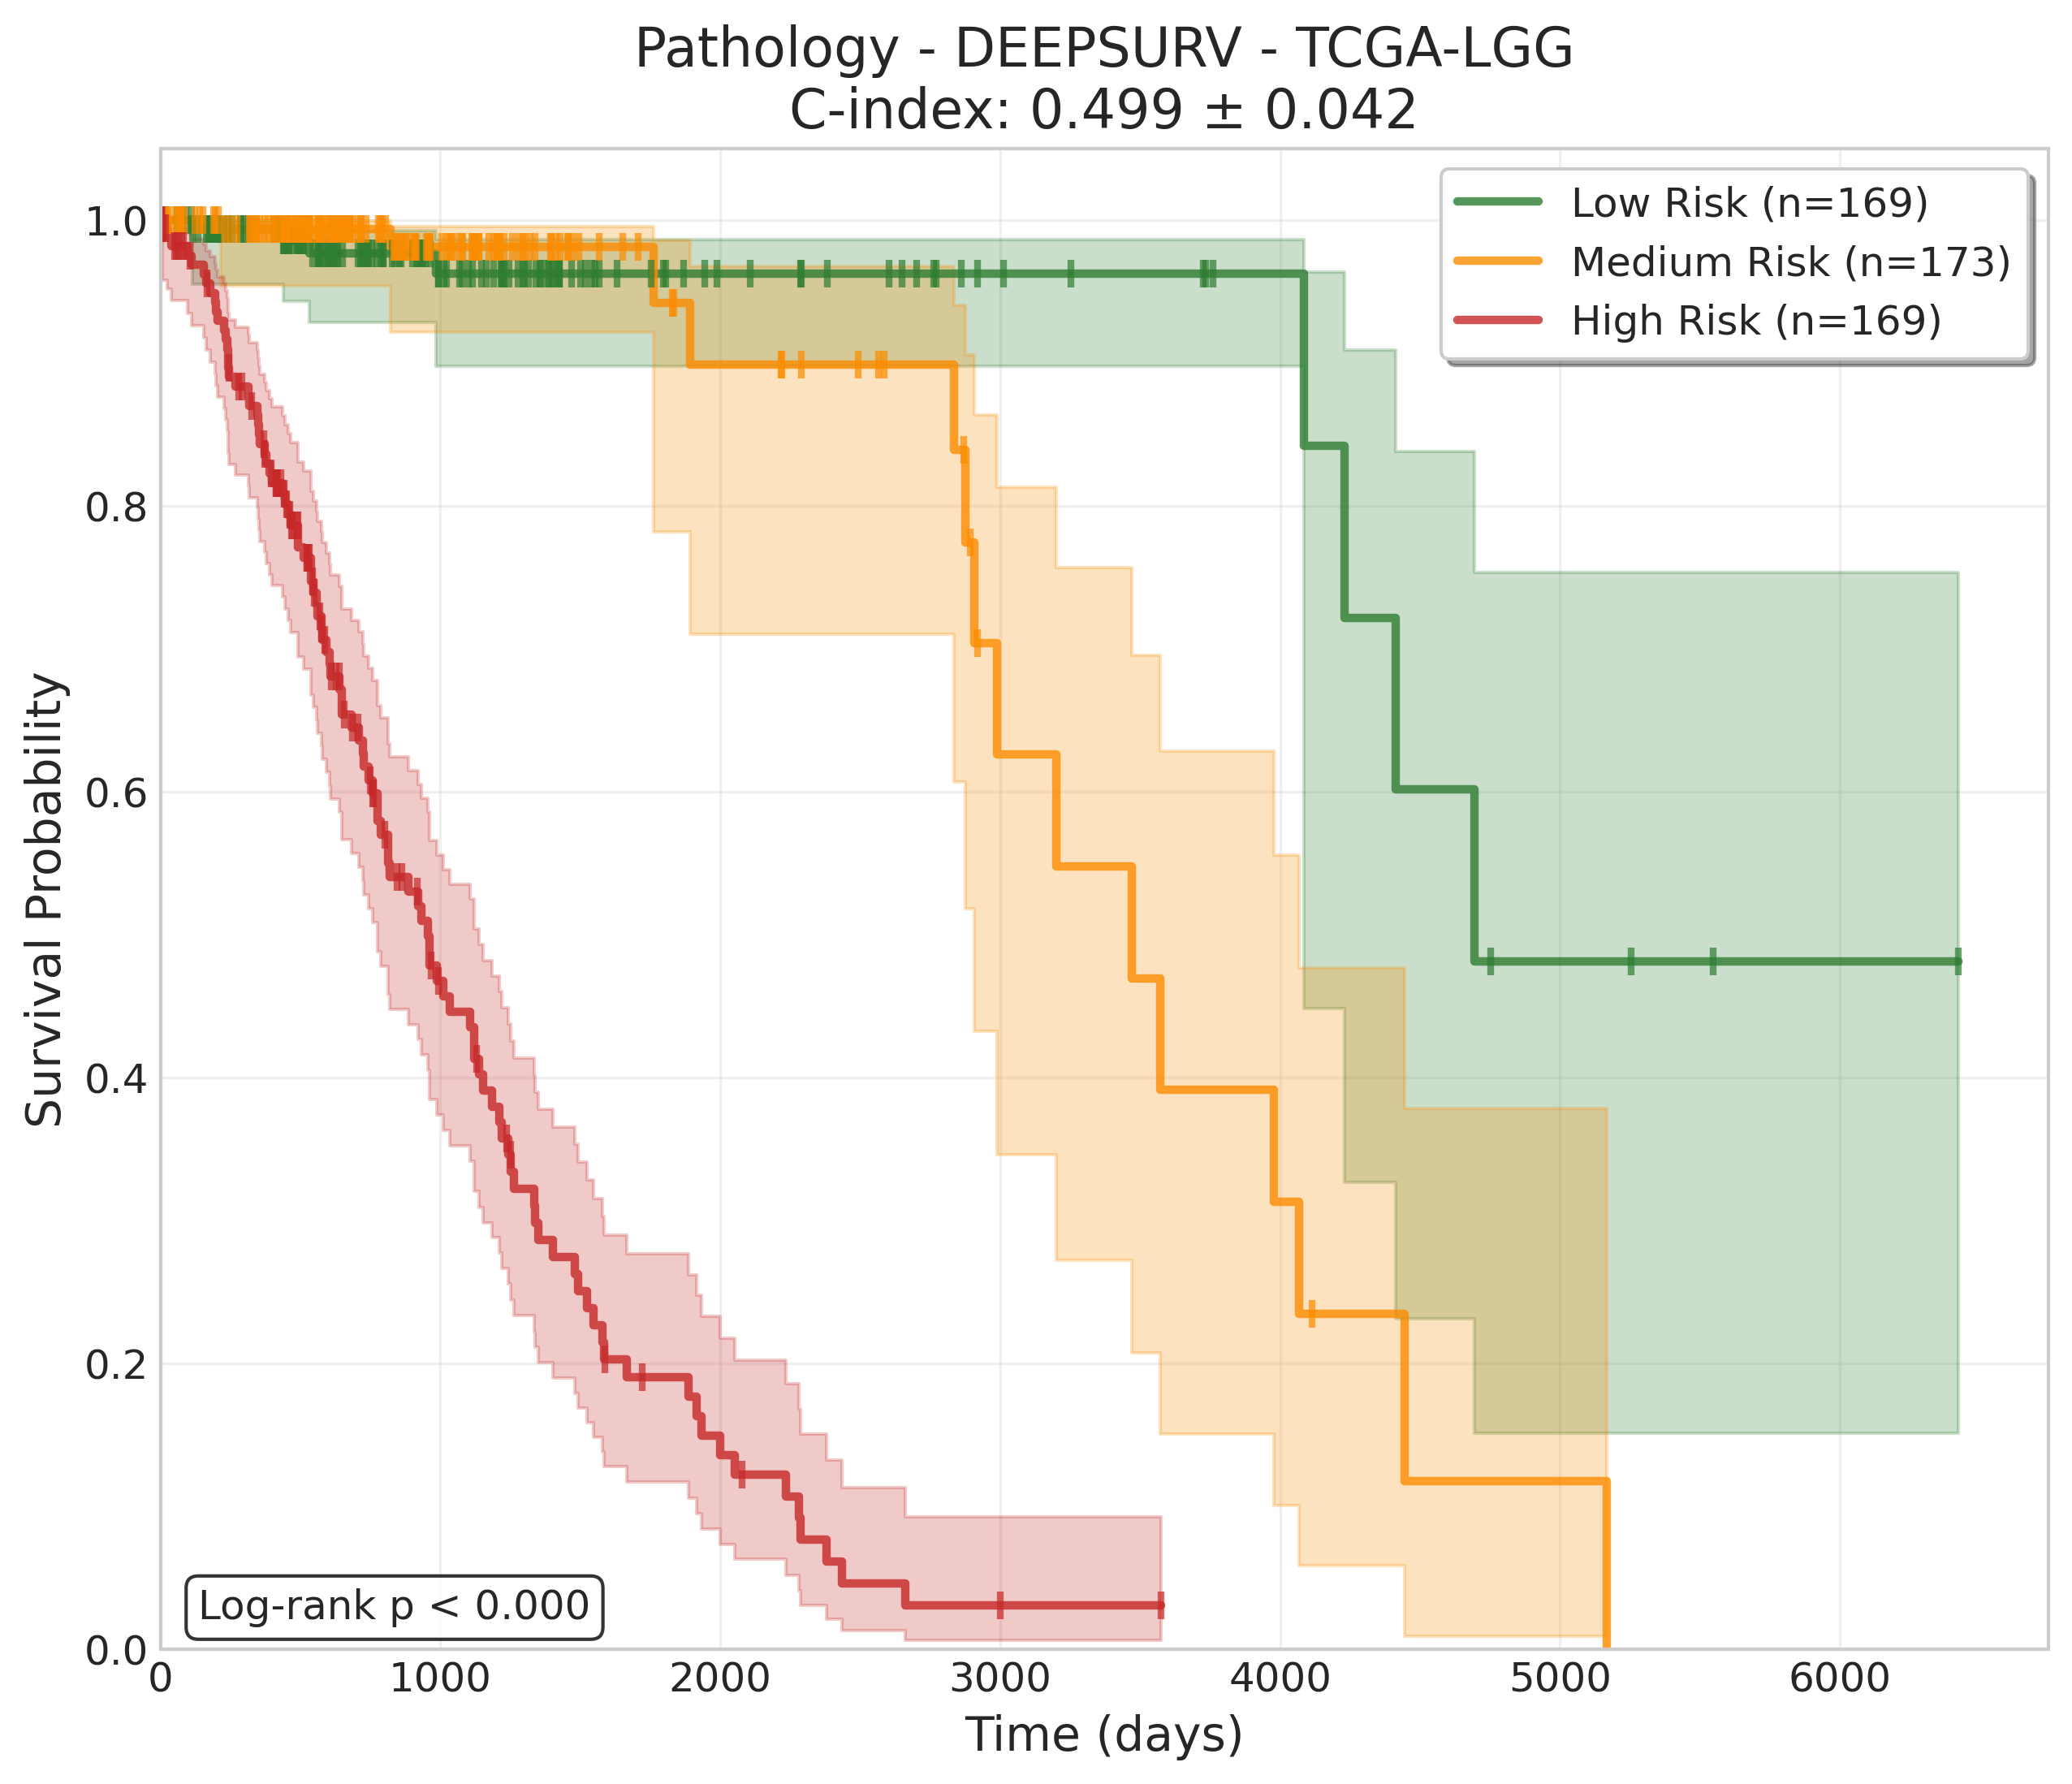 Pathology - DEEPSURV - TCGA-LGG
C-index: 0.499 ± 0.042
Low Risk (n=169)
Medium Risk (n=173)
High Risk (n=169)
Survival Probability
1.0
0.8
0.6
0.4
0.2
0.0
Log-rank p < 0.000
0 1000 2000 3000 4000 5000 6000
Time (days)